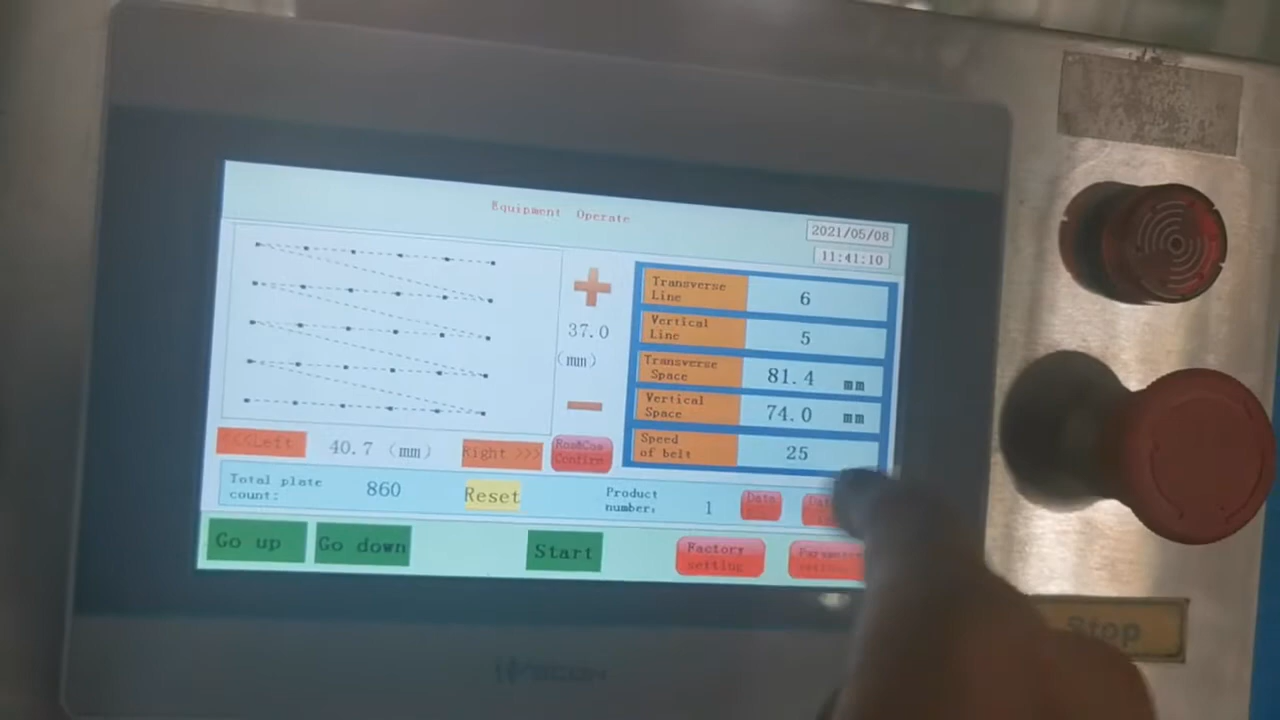 Equipment Operate
2021/05/08
11:41:10
Transverse
Line
6
Vertical
Line
5
37.0
(mm)
Transverse
Space
81.4 mm
Vertical
Space
74.0 mm
Speed
of belt
25
<<<Left
40.7 (mm)
Right >>>
Row&Cos
Confirm
Total plate
count:
860
Reset
Product
number:
1
Data
Go up
Go down
Start
Factory
setting
Stop